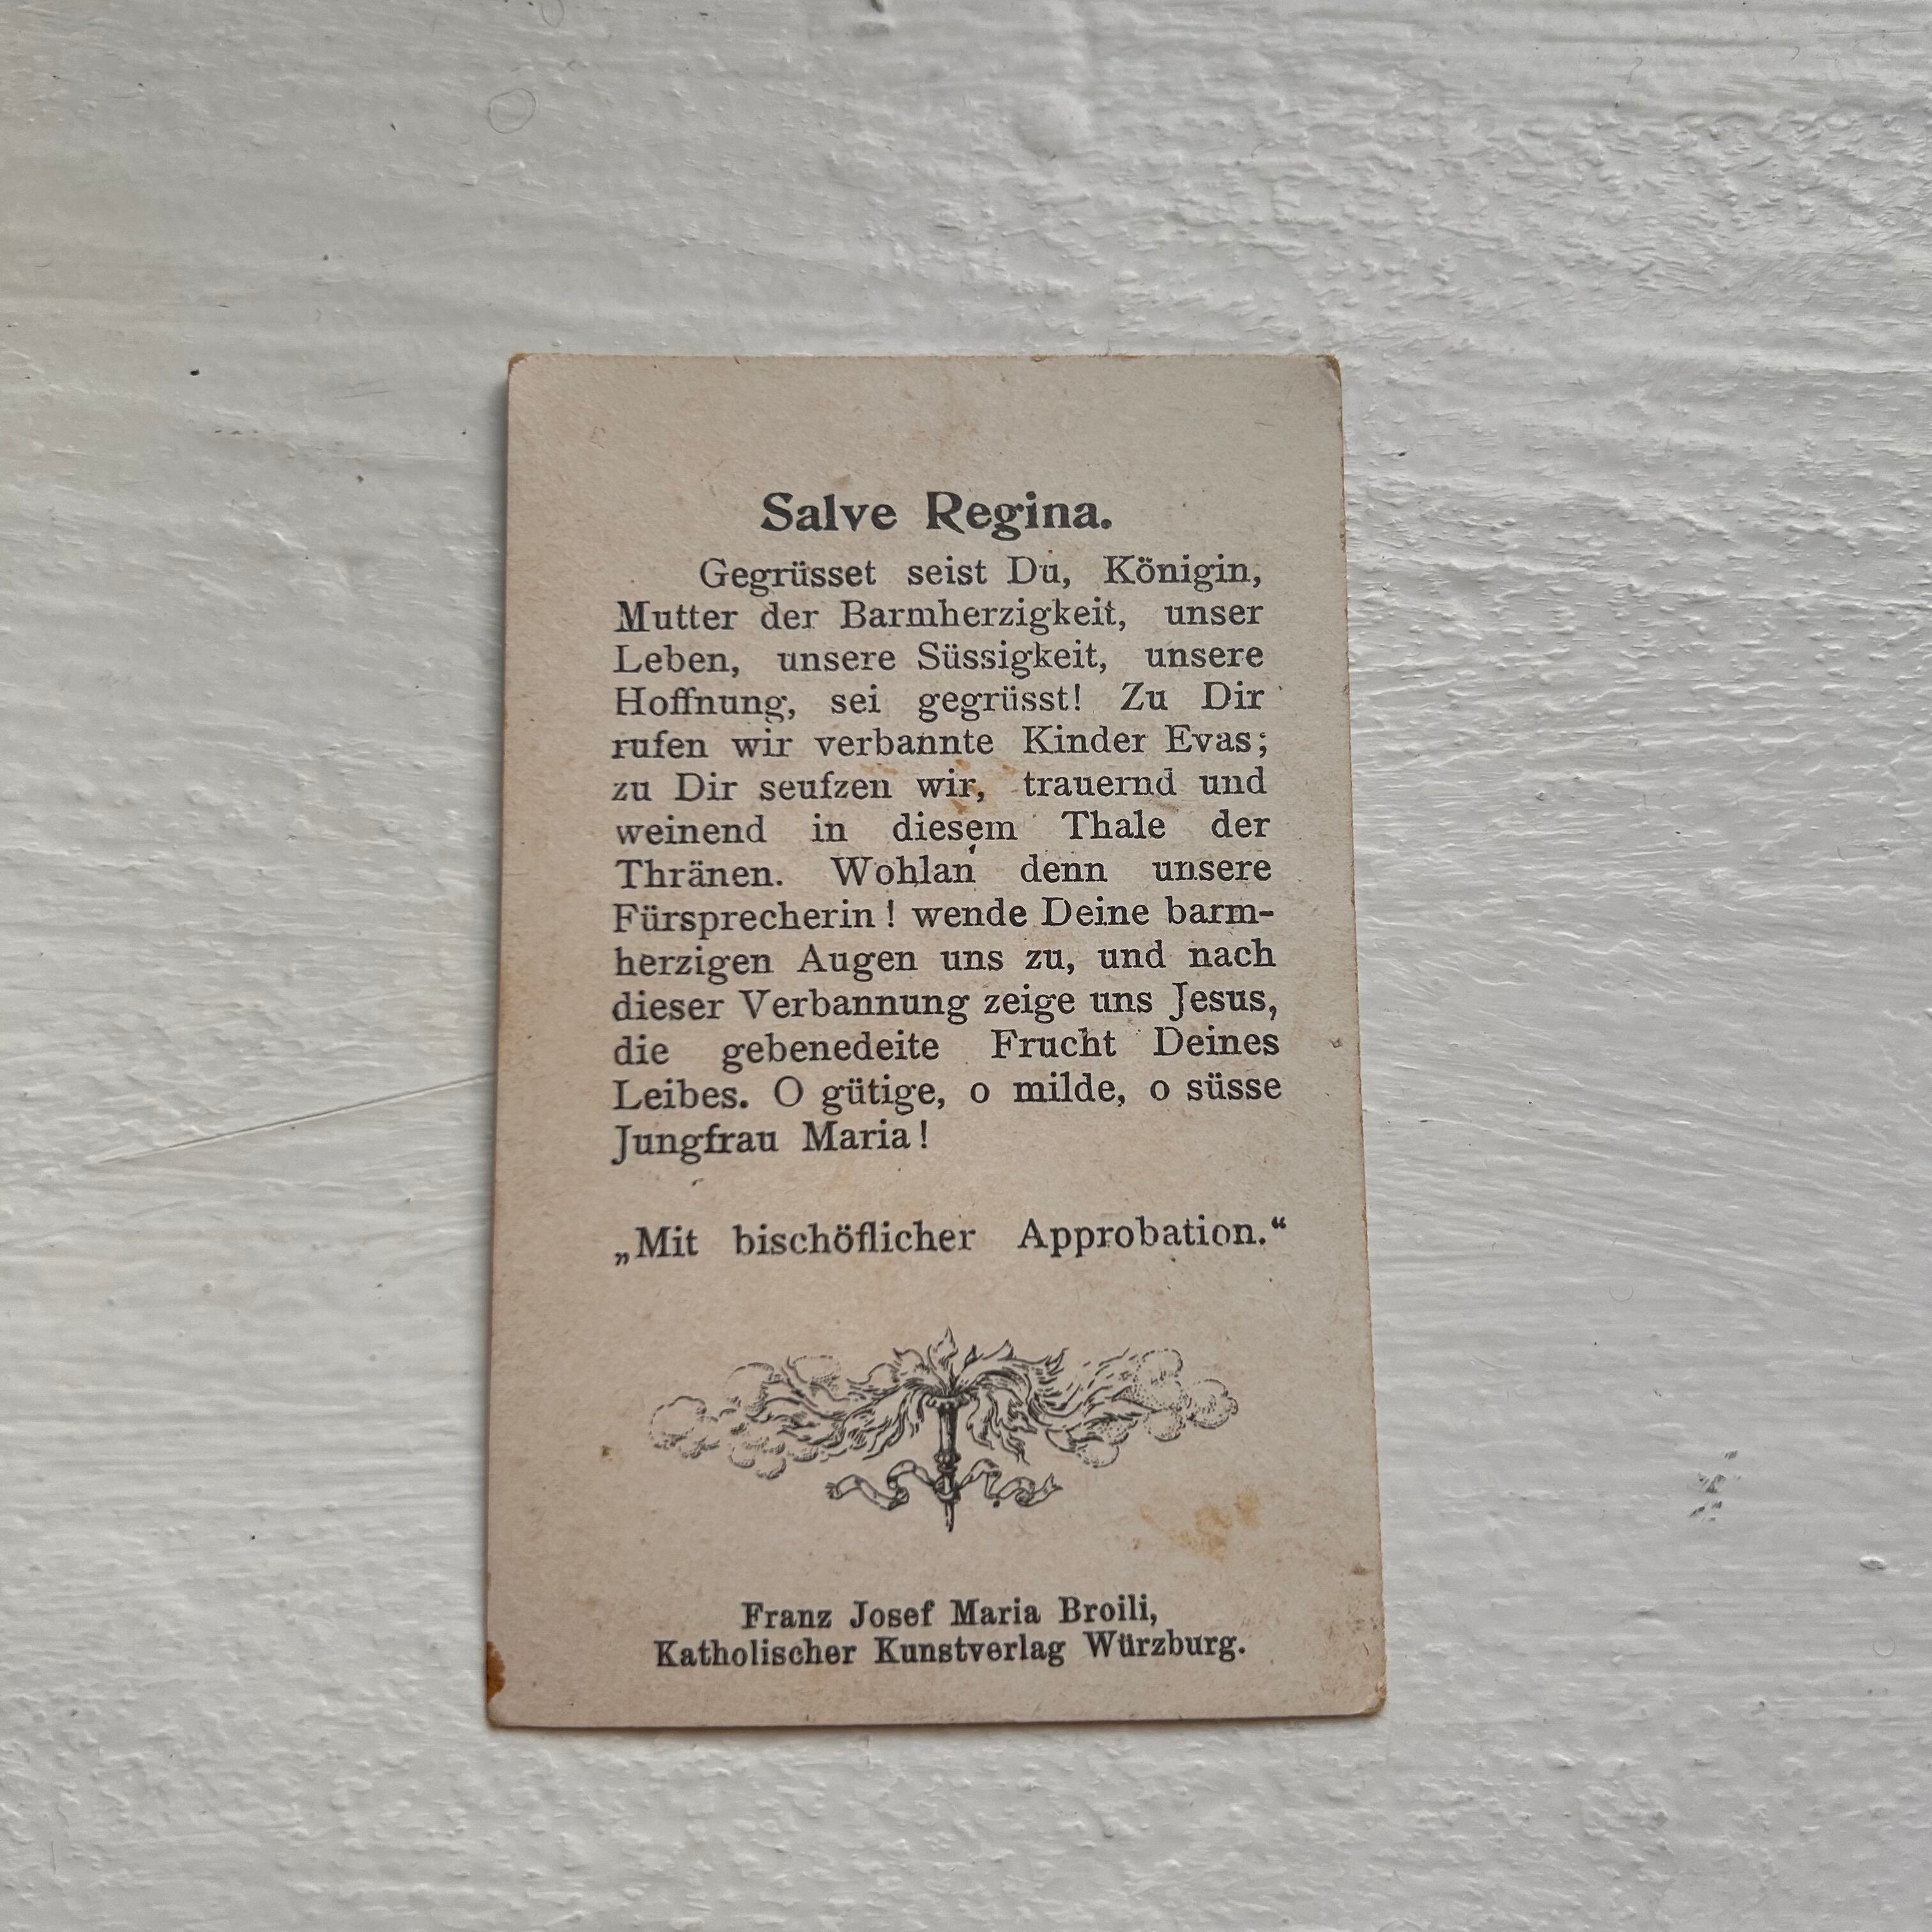 Salve Regina.
Gegrüsset seist Du, Königin,
Mutter der Barmherzigkeit, unser
Leben, unsere Süssigkeit, unsere
Hoffnung, sei gegrüsst! Zu Dir
rufen wir verbannte Kinder Evas;
zu Dir seufzen wir, trauernd und
weinend in diesem Thale der
Thränen. Wohlan denn unsere
Fürsprecherin! wende Deine barm-
herzigen Augen uns zu, und nach
dieser Verbannung zeige uns Jesus,
die gebenedeite Frucht Deines
Leibes. O gütige, o milde, o süsse
Jungfrau Maria!
„Mit bischöflicher Approbation.“
Franz Josef Maria Broili,
Katholischer Kunstverlag Würzburg.